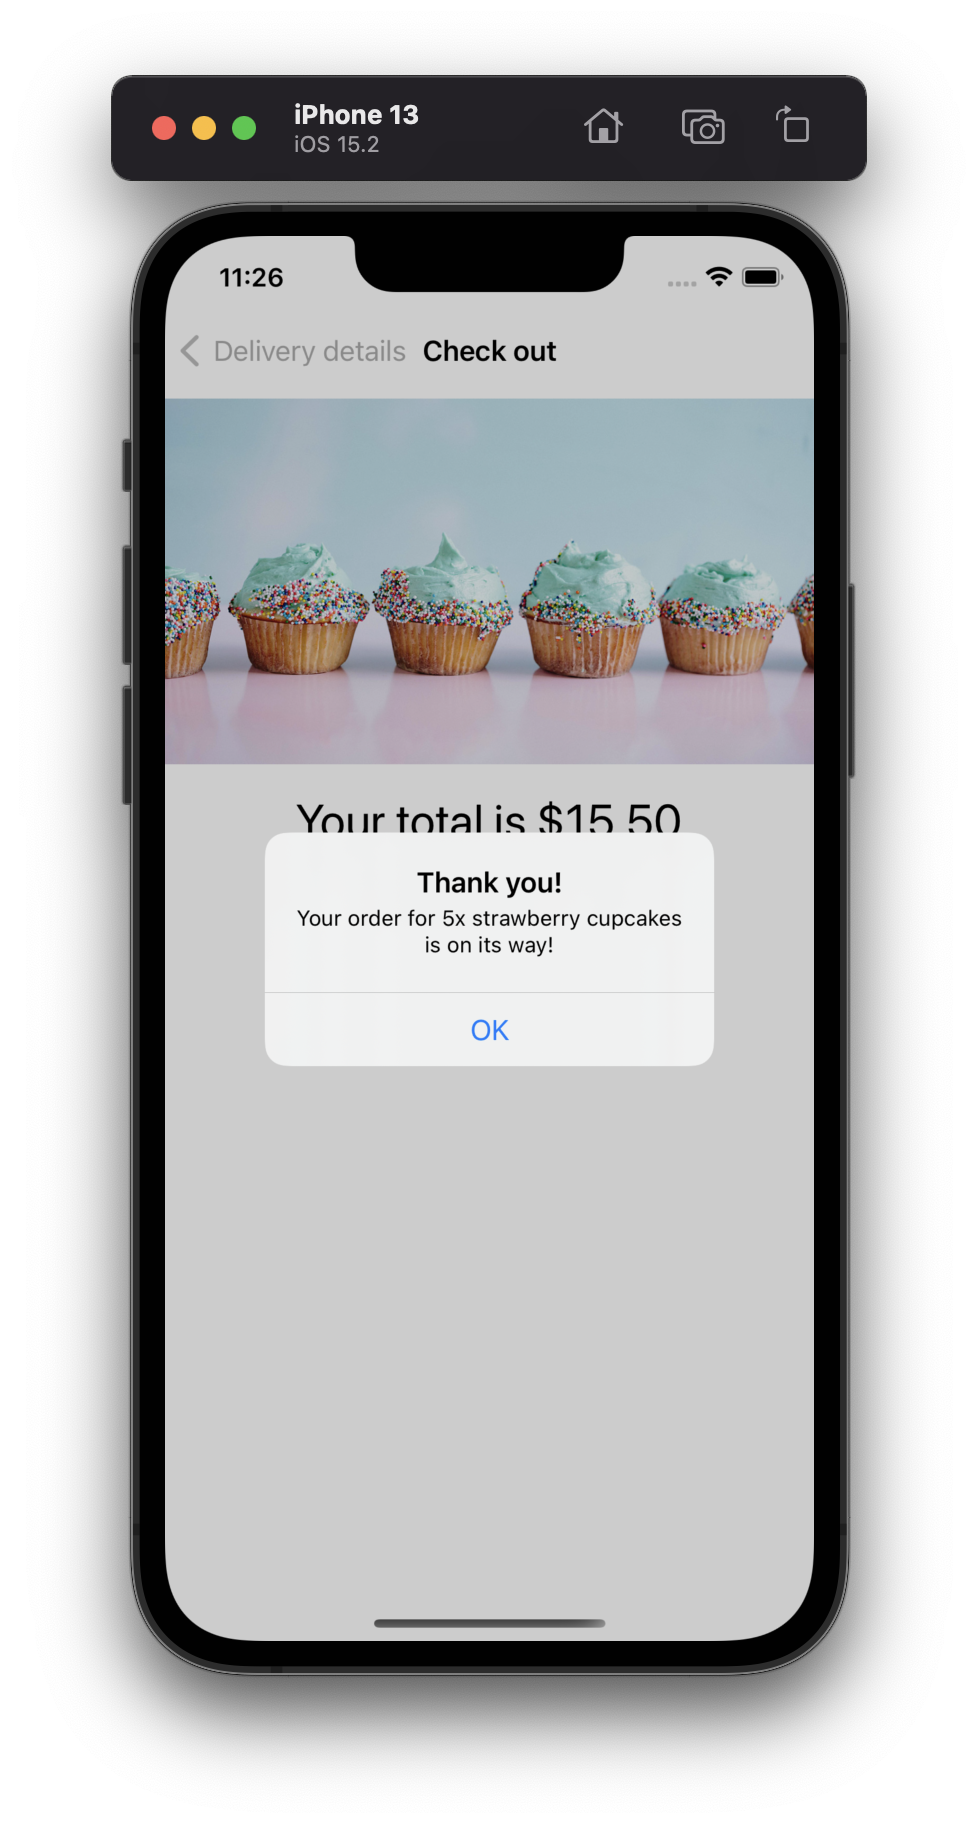 iPhone 13
iOS 15.2
11:26
Delivery details Check out
Your total is $15.50
Thank you!
Your order for 5x strawberry cupcakes
is on its way!
OK